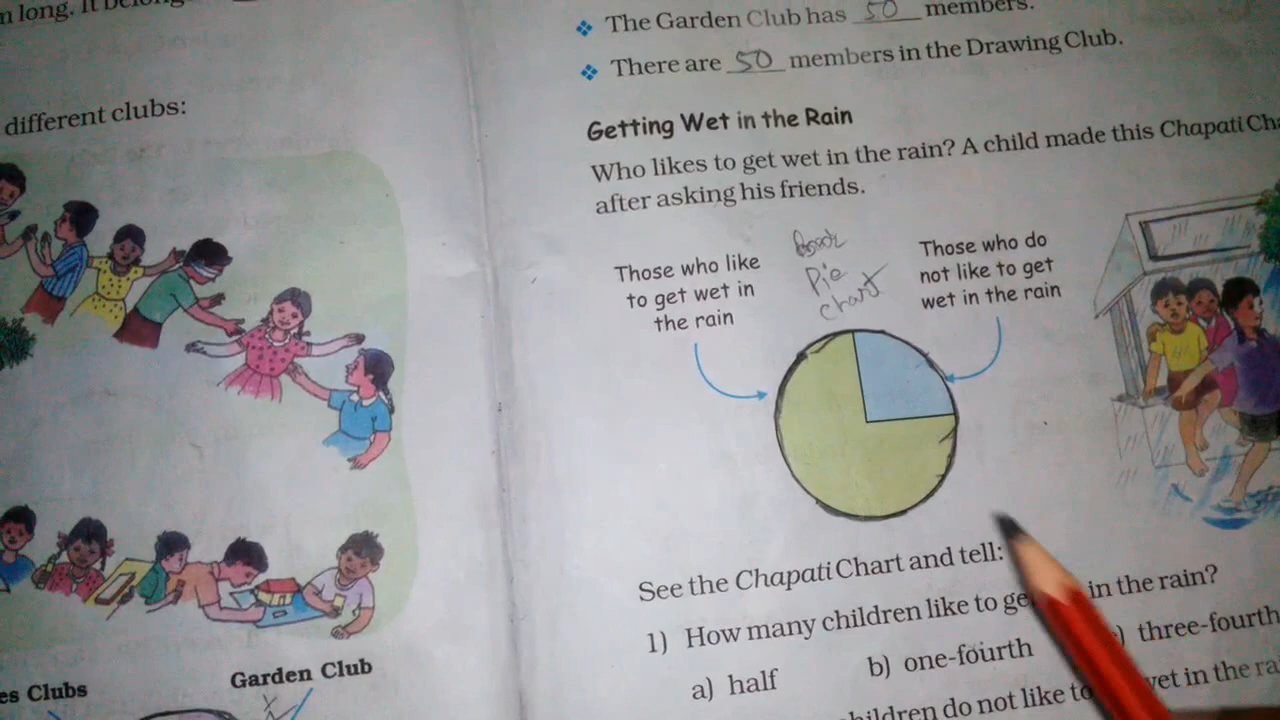 n long. It
different clubs:
es Clubs
Garden Club
The Garden Club has 50 members.
There are 50 members in the Drawing Club.
Getting Wet in the Rain
Who likes to get wet in the rain? A child made this Chapati Cha
after asking his friends.
Those who like
to get wet in
the rain
Pie
chart
Those who do
not like to get
wet in the rain
See the Chapati Chart and tell:
1) How many children like to ge in the rain?
a) half b) one-fourth ) three-fourth
children do not like to wet in the ra